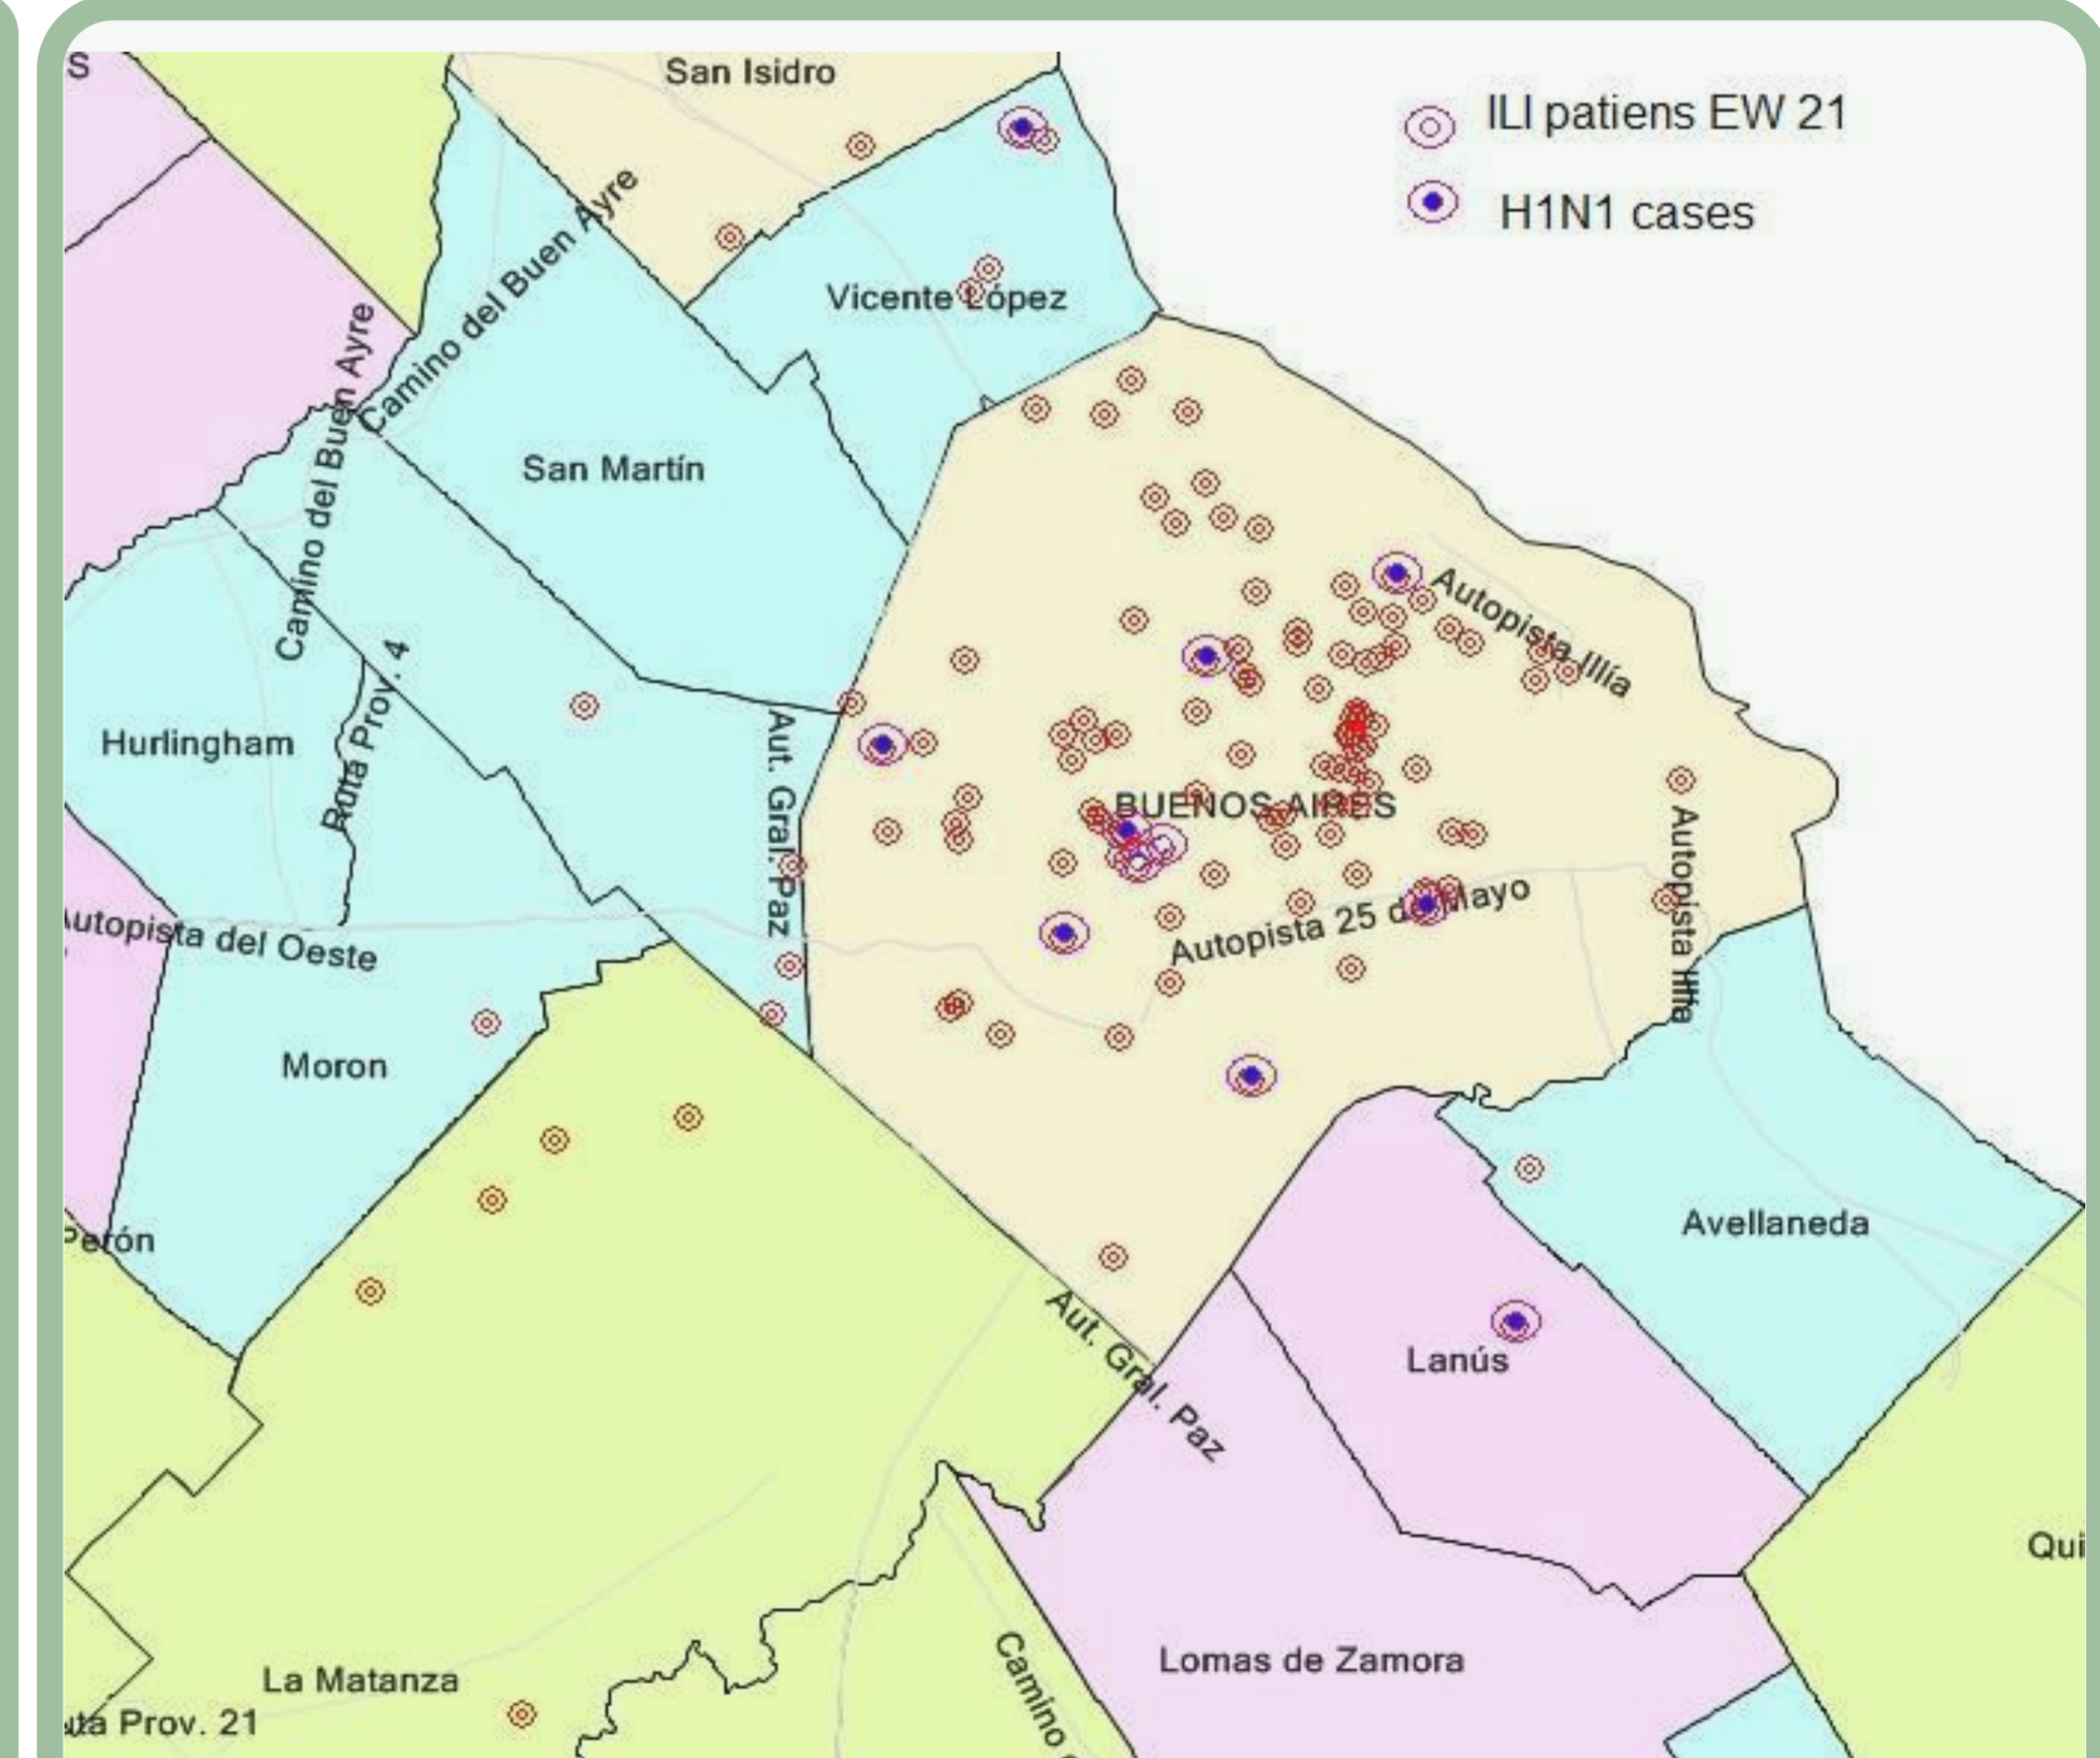 S
San Isidro
ILI patiens EW 21
H1N1 cases
Camino del Buen Ayre
Vicente López
Camino del Buen Ayre
San Martín
Autopista Illía
Ruta Prov. 4
Hurlingham
Aut. Gral. Paz
BUENOS AIRES
Autopista Illía
Autopista 25 de Mayo
Autopista del Oeste
Moron
Avellaneda
Perón
Aut. Gral. Paz
Lanús
Qui
Lomas de Zamora
Camino
La Matanza
uta Prov. 21